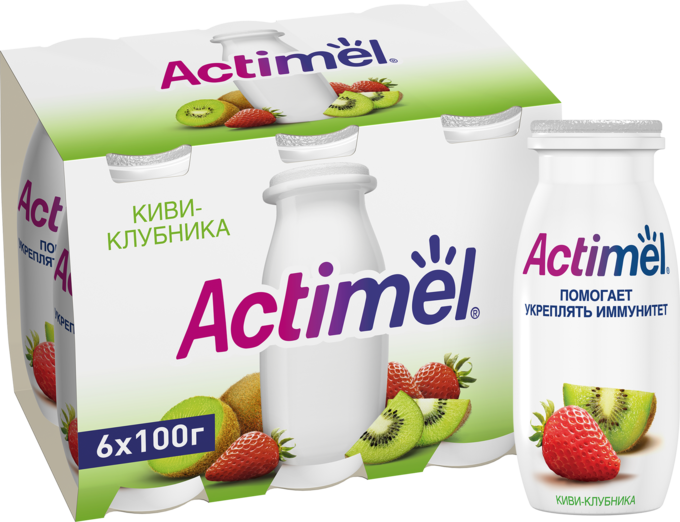 Actimel®
КИВИ-
КЛУБНИКА
Actimel®
6x100г
Actimel®
ПОМОГАЕТ
УКРЕПЛЯТЬ ИММУНИТЕТ
КИВИ-КЛУБНИКА